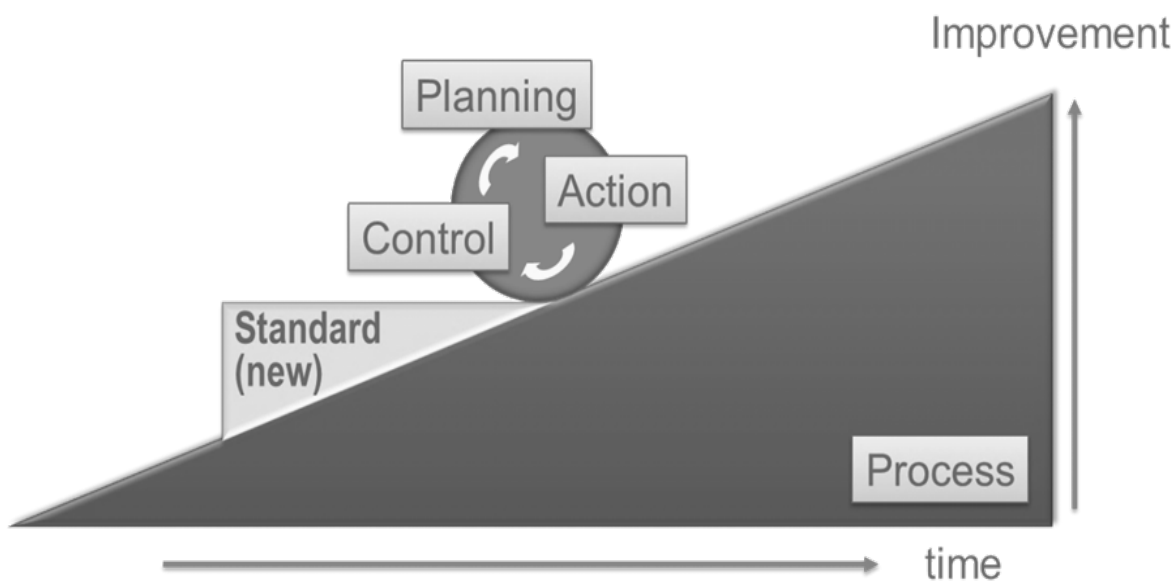 Improvement
Planning
Action
Control
Standard
(new)
Process
time